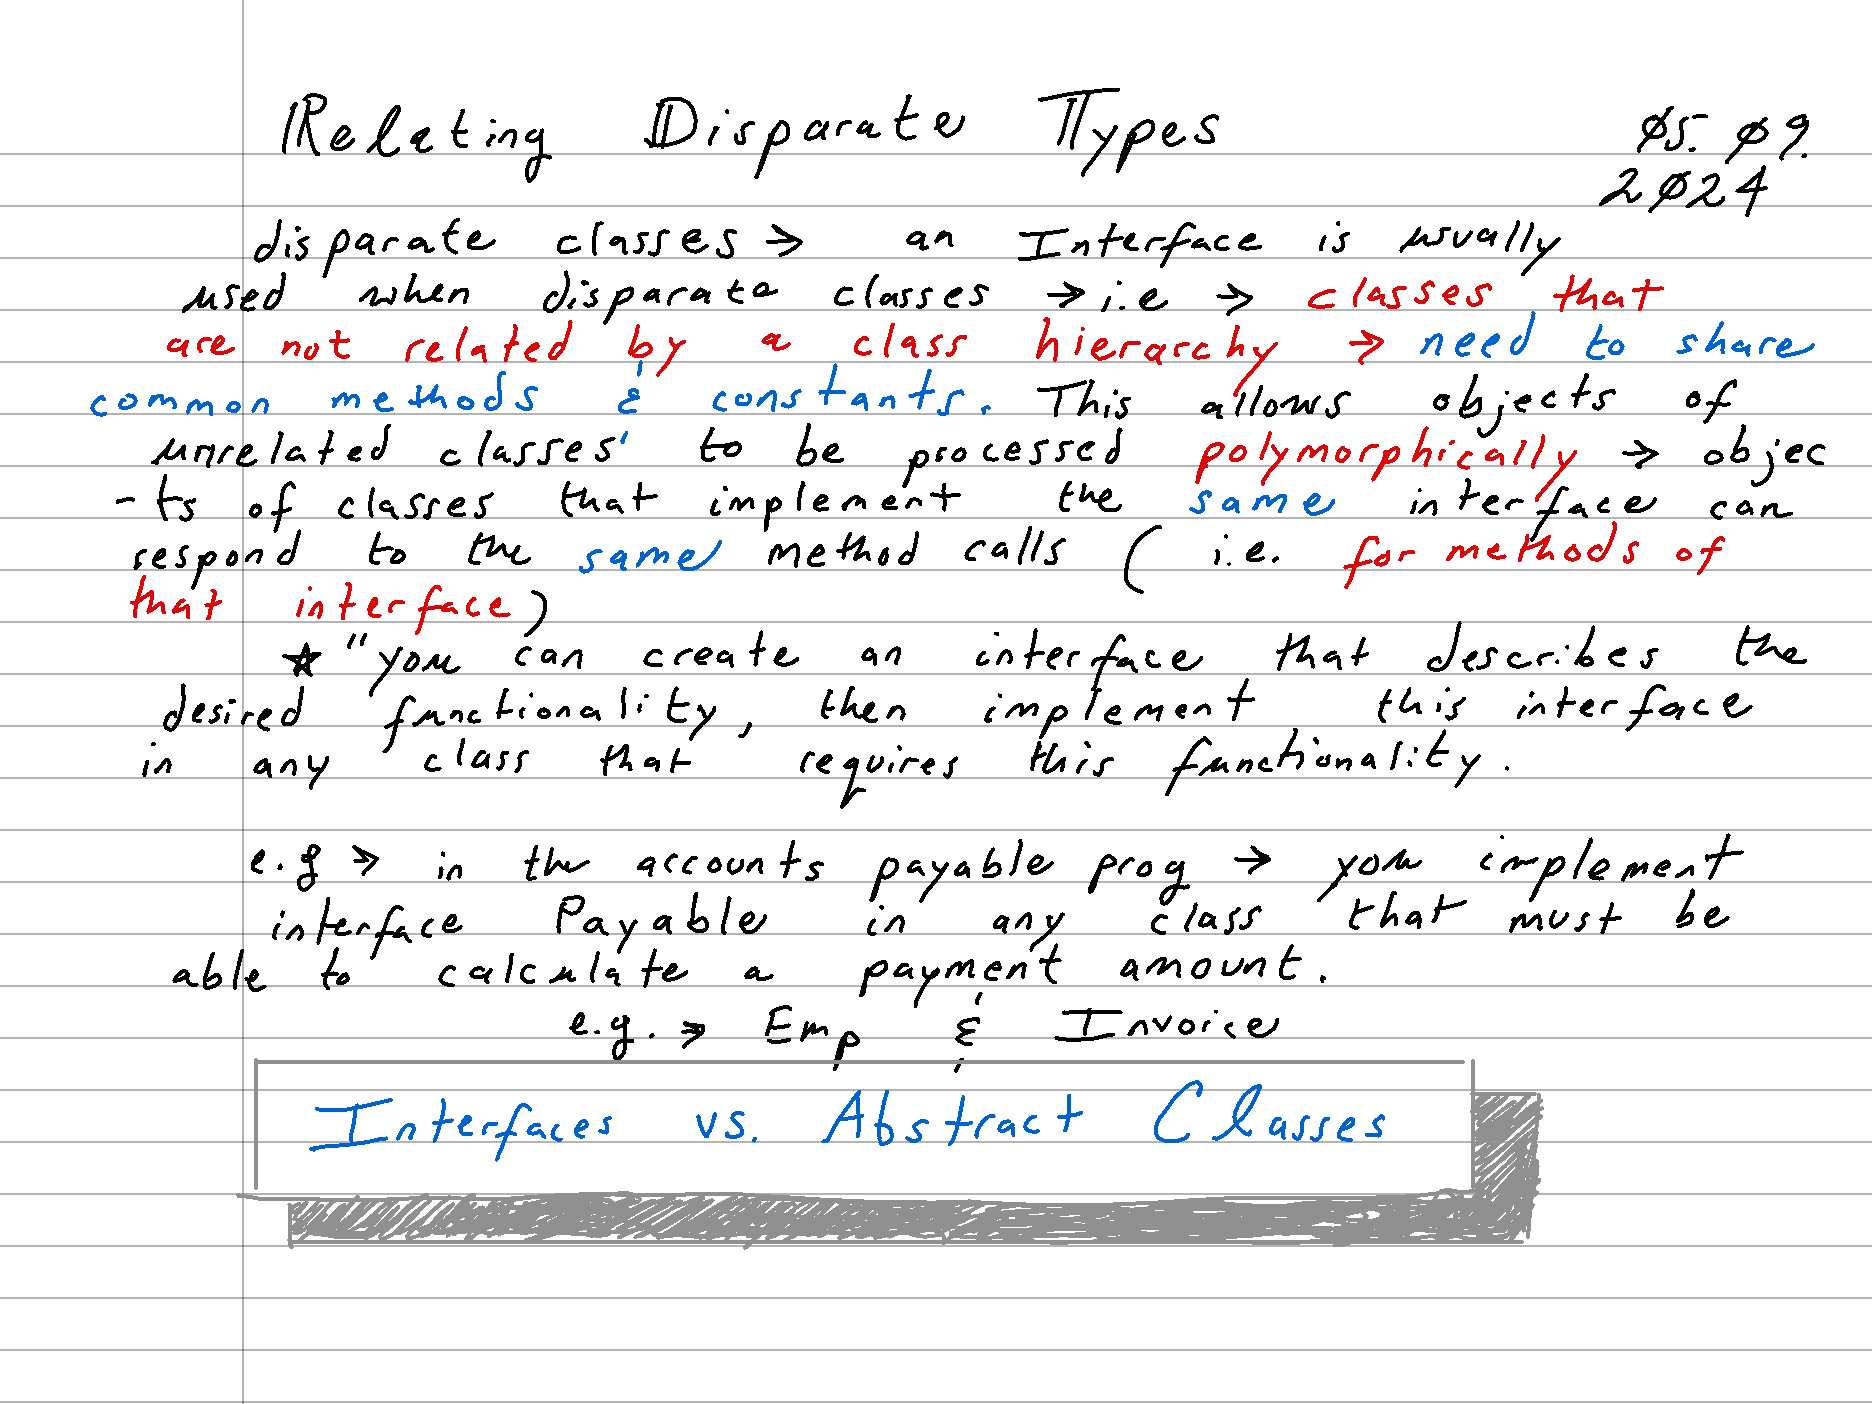 Relating Disparate Types
05.09.
2024
disparate classes → an Interface is usually
used when disparate classes → i.e → classes that
are not related by a class hierarchy → need to share
common methods & constants. This allows objects of
unrelated classes' to be processed polymorphically → objec
-ts of classes that implement the same interface can
respond to the same method calls ( i.e. for methods of
that interface)
★ "you can create an interface that describes the
desired functionality, then implement this interface
in any class that requires this functionality.
e.g → in the accounts payable prog → you implement
interface Payable in any class that must be
able to calculate a payment amount.
e.g. → Emp & Invoice
Interfaces vs. Abstract Classes